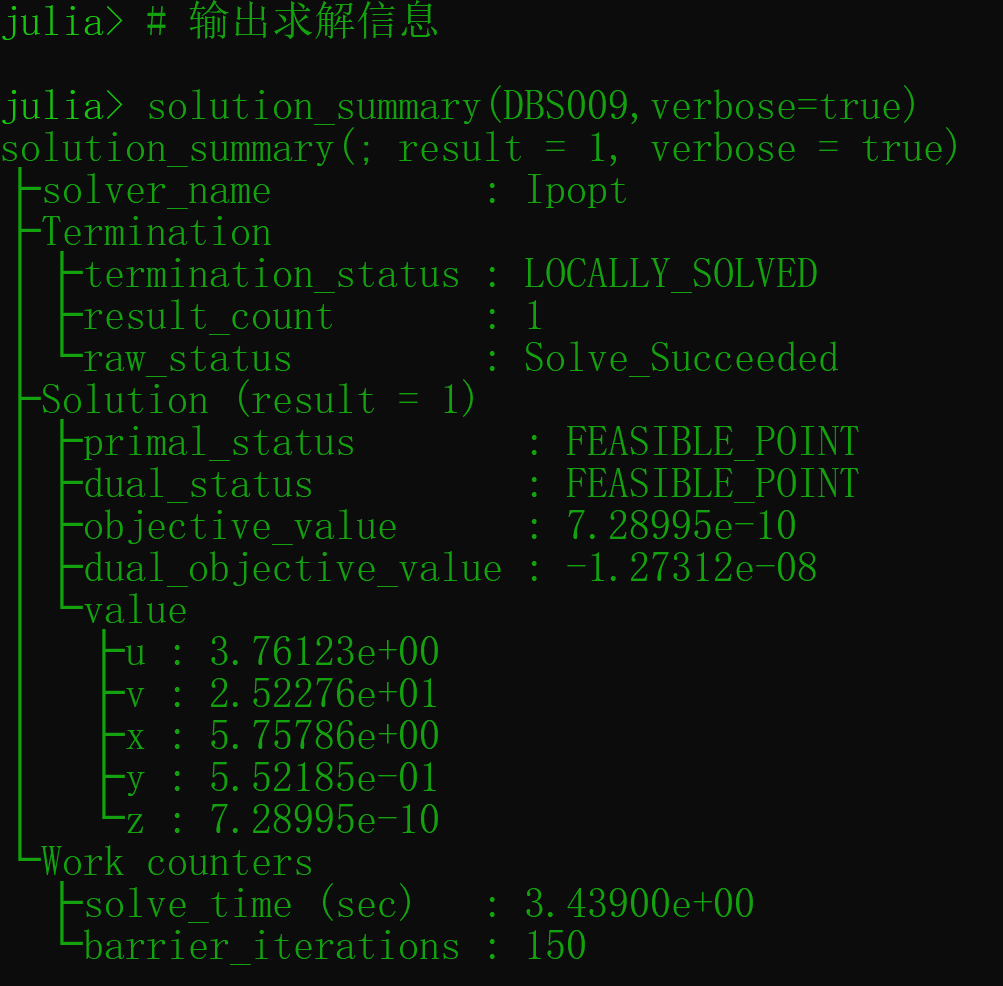 julia> # 输出求解信息
julia> solution_summary(DBS009,verbose=true)
solution_summary(; result = 1, verbose = true)
├─solver_name          : Ipopt
├─Termination
│ ├─termination_status : LOCALLY_SOLVED
│ ├─result_count       : 1
│ └─raw_status         : Solve_Succeeded
├─Solution (result = 1)
│ ├─primal_status        : FEASIBLE_POINT
│ ├─dual_status          : FEASIBLE_POINT
│ ├─objective_value      : 7.28995e-10
│ ├─dual_objective_value : -1.27312e-08
│ └─value
│   ├─u : 3.76123e+00
│   ├─v : 2.52276e+01
│   ├─x : 5.75786e+00
│   ├─y : 5.52185e-01
│   └─z : 7.28995e-10
└─Work counters
  ├─solve_time (sec)   : 3.43900e+00
  └─barrier_iterations : 150